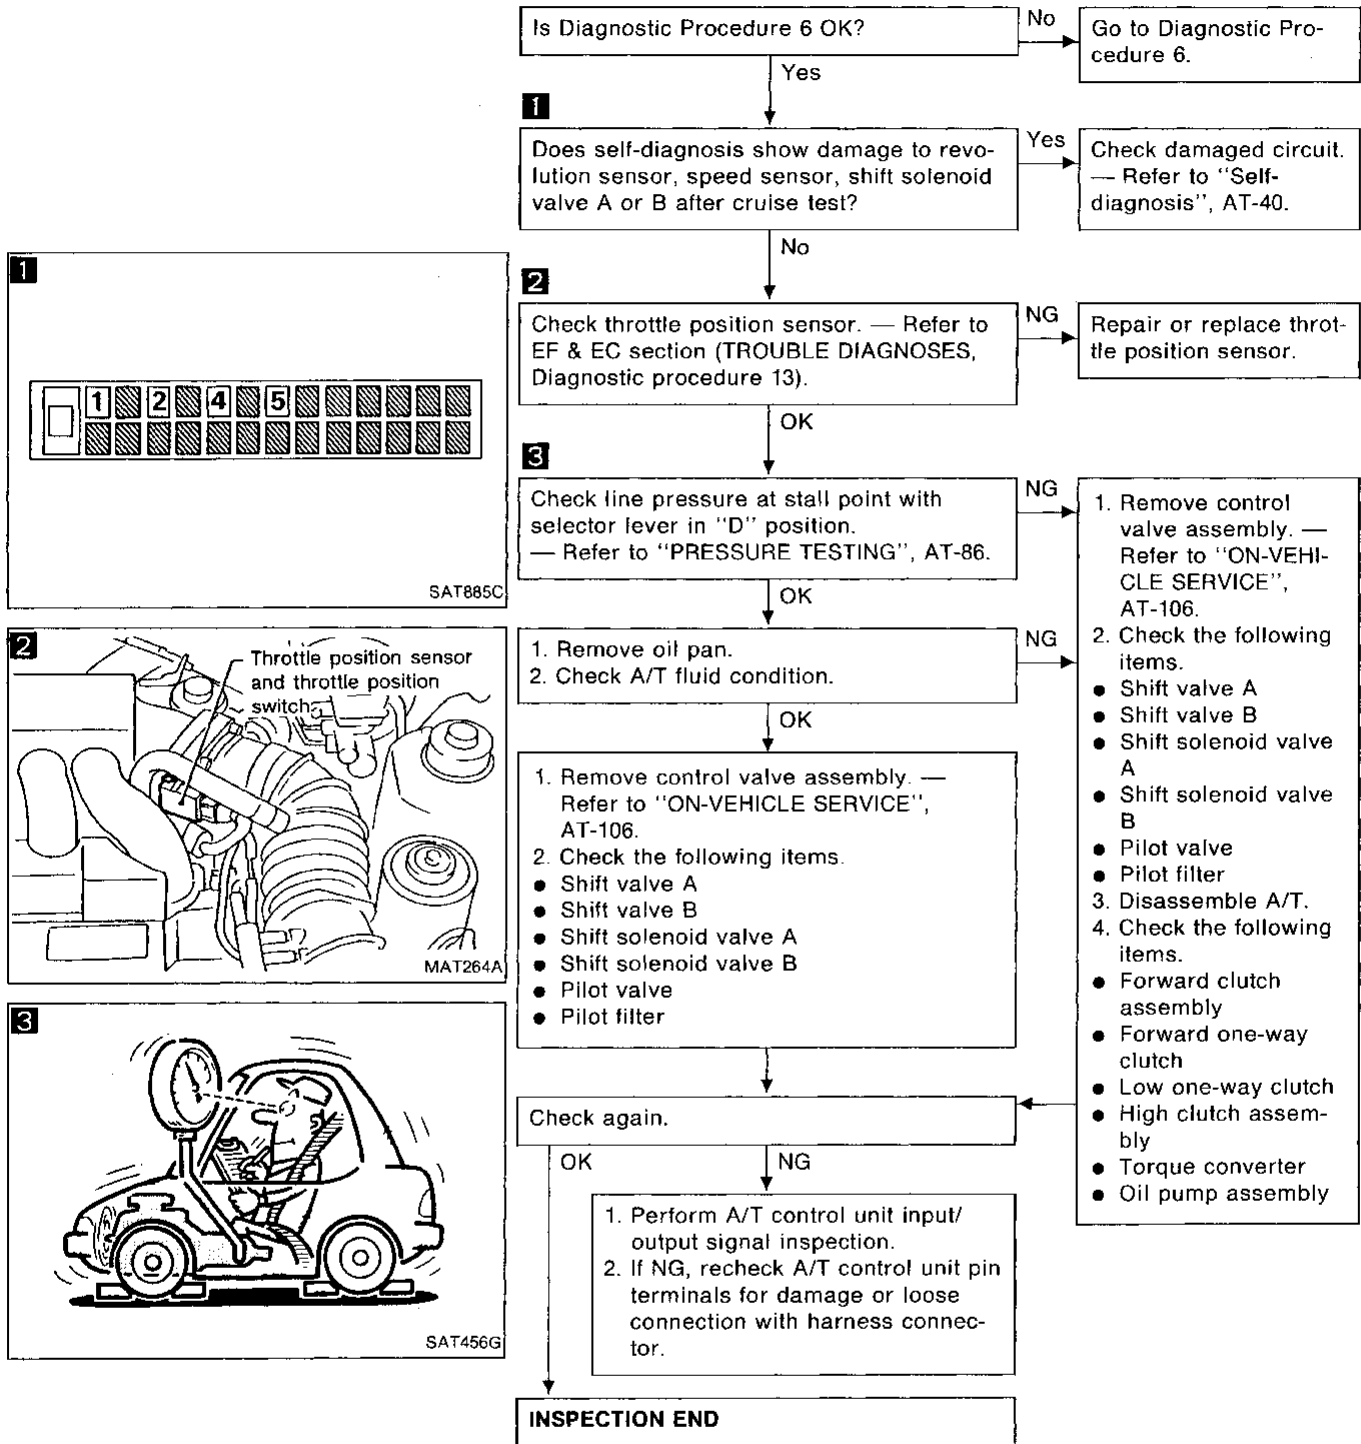 Is Diagnostic Procedure 6 OK?
No
Go to Diagnostic Pro-
cedure 6.
Yes
1
Does self-diagnosis show damage to revo-
lution sensor, speed sensor, shift solenoid
valve A or B after cruise test?
Yes
Check damaged circuit.
— Refer to "Self-
diagnosis", AT-40.
No
2
Check throttle position sensor. — Refer to
EF & EC section (TROUBLE DIAGNOSES,
Diagnostic procedure 13).
NG
Repair or replace throt-
tle position sensor.
OK
3
Check line pressure at stall point with
selector lever in "D" position.
— Refer to "PRESSURE TESTING", AT-86.
NG
OK
1. Remove oil pan.
2. Check A/T fluid condition.
NG
OK
1. Remove control valve assembly. —
Refer to "ON-VEHICLE SERVICE",
AT-106.
2. Check the following items.
● Shift valve A
● Shift valve B
● Shift solenoid valve A
● Shift solenoid valve B
● Pilot valve
● Pilot filter
1. Remove control
valve assembly. —
Refer to "ON-VEHI-
CLE SERVICE",
AT-106.
2. Check the following
items.
● Shift valve A
● Shift valve B
● Shift solenoid valve
A
● Shift solenoid valve
B
● Pilot valve
● Pilot filter
3. Disassemble A/T.
4. Check the following
items.
● Forward clutch
assembly
● Forward one-way
clutch
● Low one-way clutch
● High clutch assem-
bly
● Torque converter
● Oil pump assembly
Check again.
OK
NG
1. Perform A/T control unit input/
output signal inspection.
2. If NG, recheck A/T control unit pin
terminals for damage or loose
connection with harness connec-
tor.
INSPECTION END
1
1 2 4 5
SAT885C
2
Throttle position sensor
and throttle position
switch
MAT264A
3
SAT456G